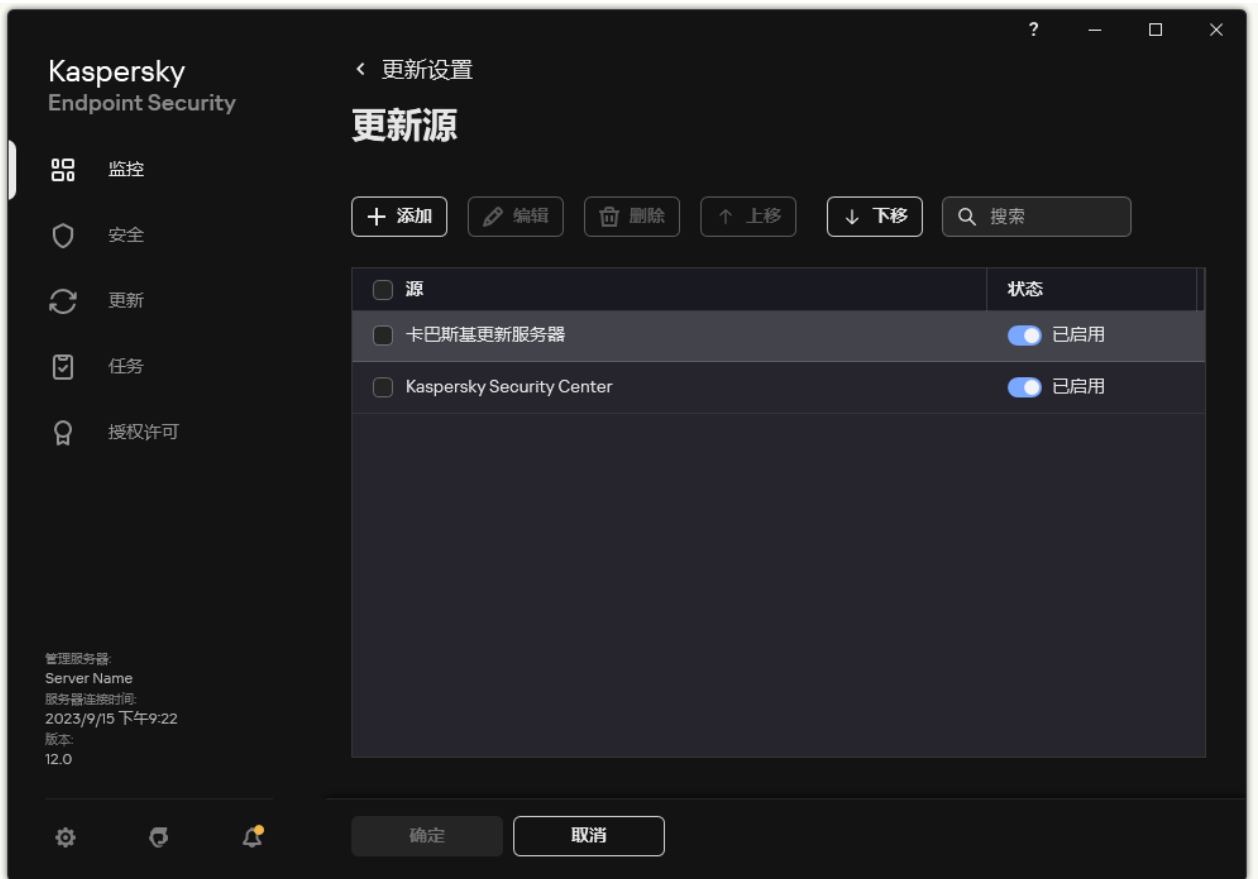 ?
Kaspersky
Endpoint Security
监控
安全
更新
任务
授权许可
管理服务器:
Server Name
服务器连接时间:
2023/9/15 下午9:22
版本:
12.0
更新设置
更新源
添加 编辑 删除 上移 下移 搜索
源 状态
卡巴斯基更新服务器 已启用
Kaspersky Security Center 已启用
确定 取消